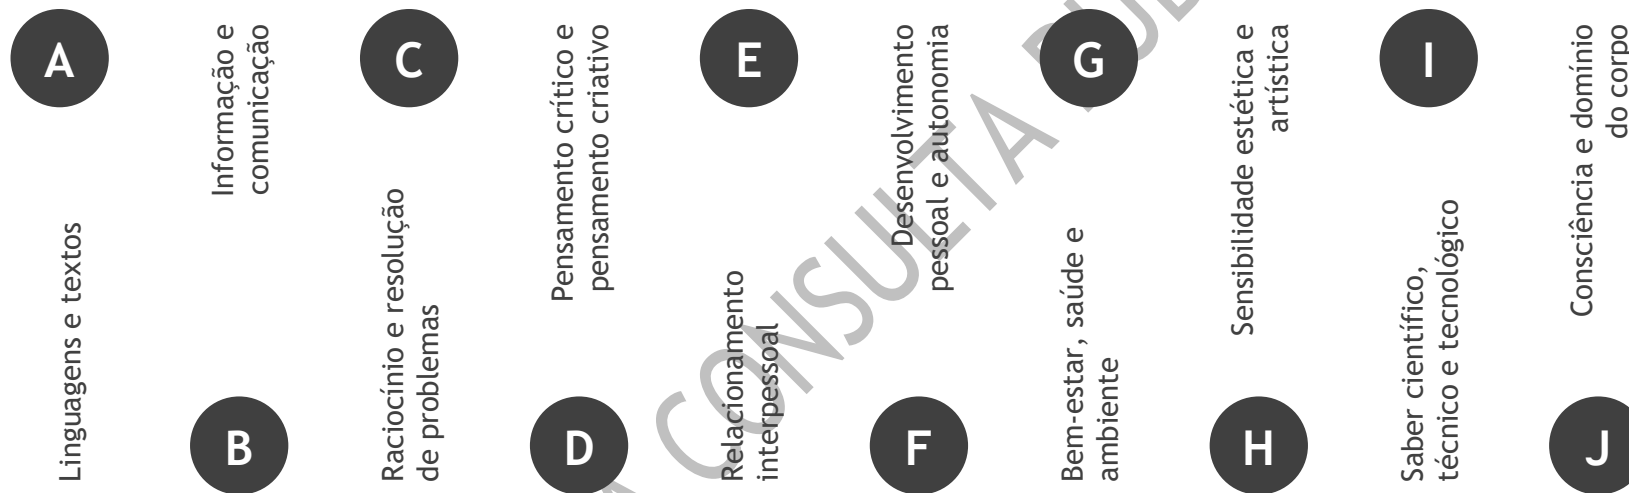 A
Linguagens e textos
Informação e
comunicação
B
C
Raciocínio e resolução
de problemas
Pensamento crítico e
pensamento criativo
D
E
Relacionamento
interpessoal
Desenvolvimento
pessoal e autonomia
F
G
Bem-estar, saúde e
ambiente
Sensibilidade estética e
artística
H
I
Saber científico,
técnico e tecnológico
Consciência e domínio
do corpo
J
CONSULTA